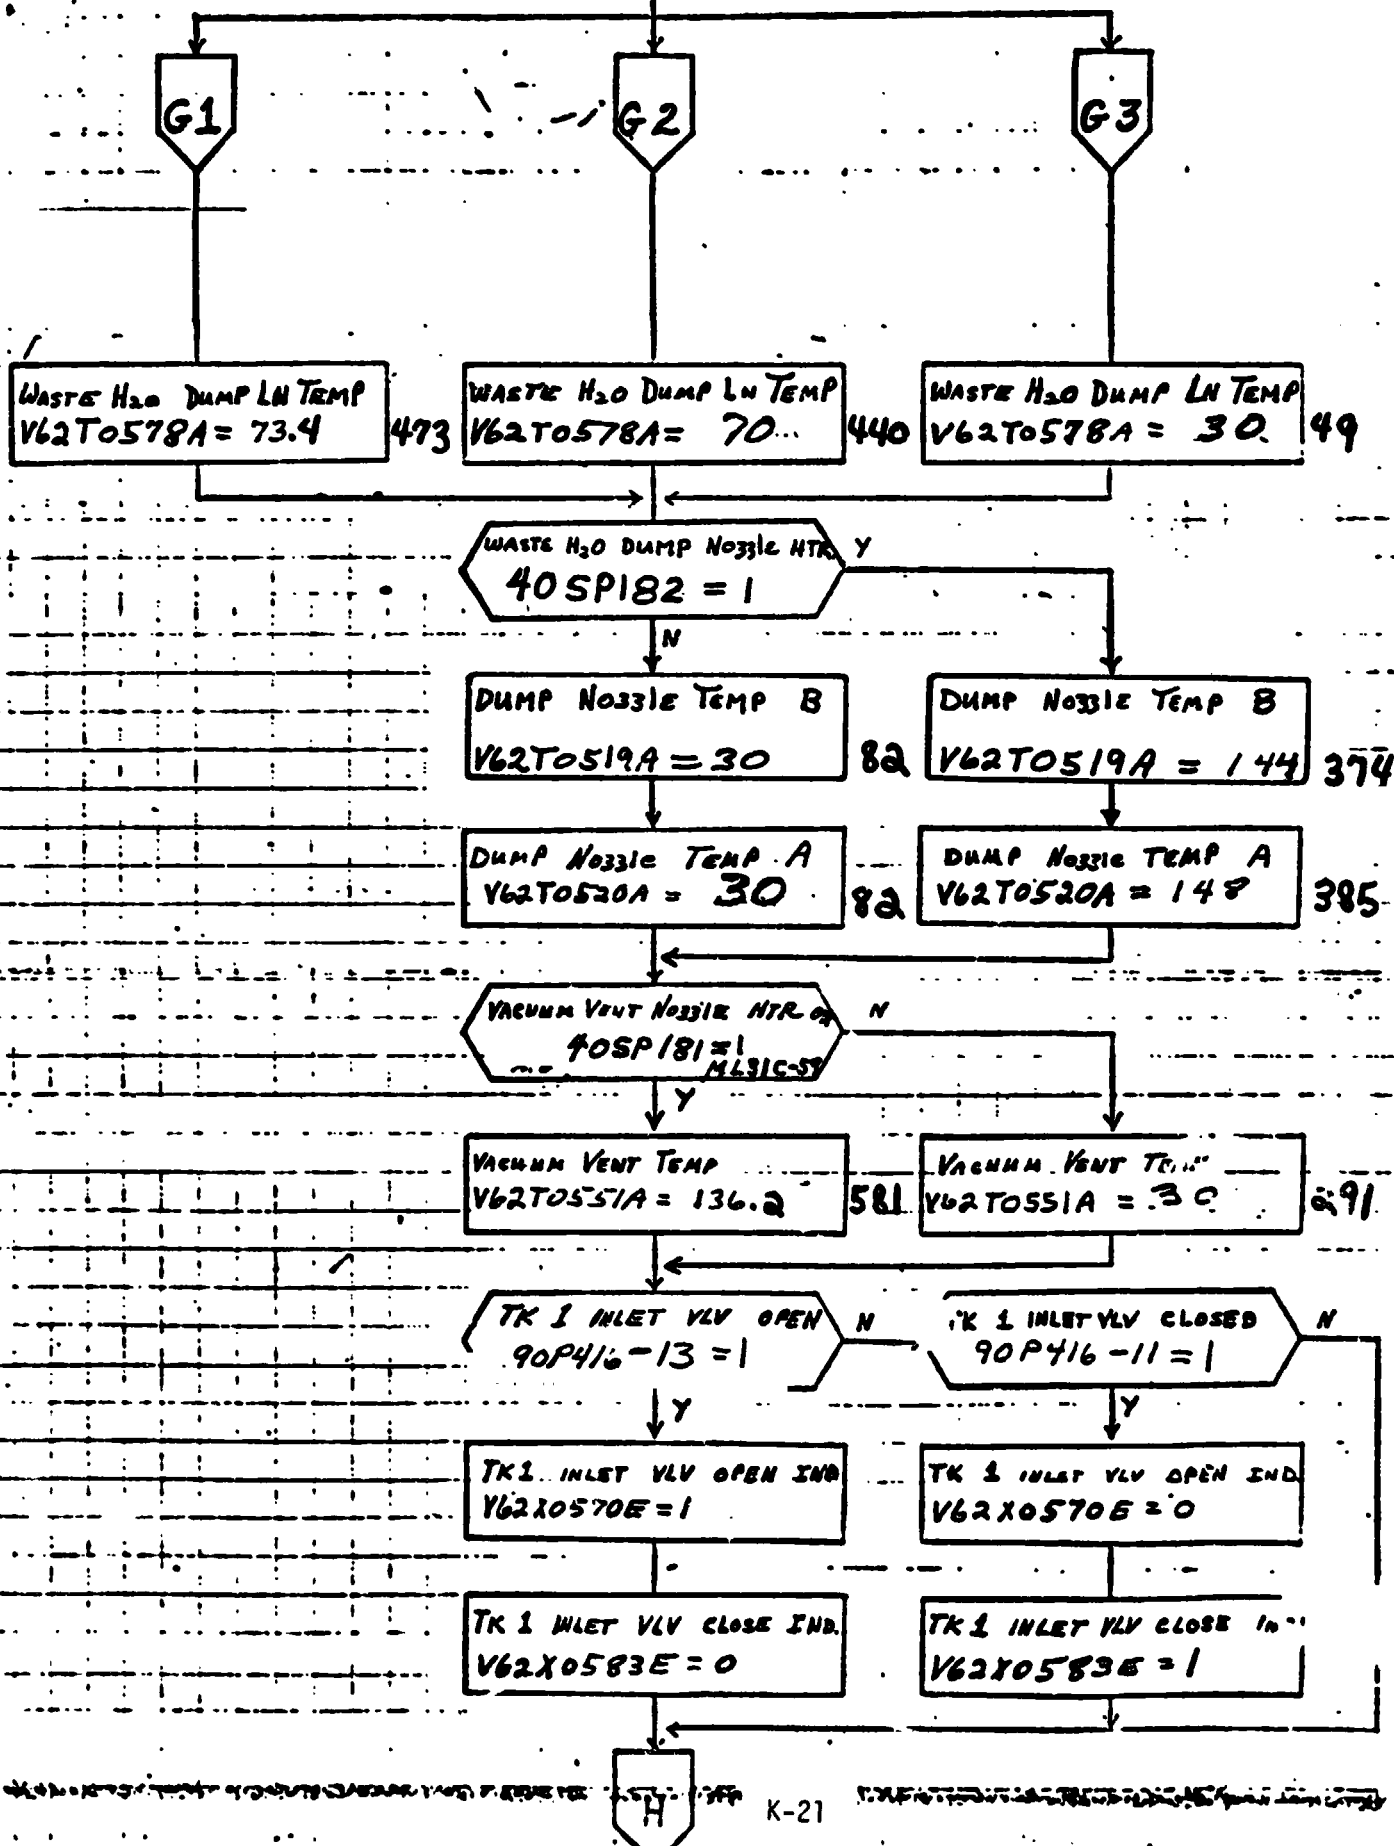 G1
G2
G3
WASTE H2O DUMP LN TEMP
V62T0578A = 73.4
473
WASTE H2O DUMP LN TEMP
V62T0578A = 70
440
WASTE H2O DUMP LN TEMP
V62T0578A = 30.
49
WASTE H2O DUMP Nozzle HTR
40SP182 = 1
Y
N
DUMP NozzlE TEMP B
V62T0519A = 30
82
DUMP NozzlE TEMP B
V62T0519A = 144
374
DUMP Nozzle TEMP A
V62T0520A = 30
82
DUMP Nozzle TEMP A
V62T0520A = 148
385
VACUUM VENT NozzlE HTR
40SP181 = 1
N
Y
VACUUM VENT TEMP
V62T0551A = 136.2
581
VACUUM VENT
V62T0551A = 30
291
TK 1 INLET VLV OPEN
90P416-13 = 1
N
Y
TK 1 INLET VLV CLOSED
90P416-11 = 1
N
Y
TK1 INLET VLV OPEN IND
V62X0570E = 1
TK 1 INLET VLV OPEN IND.
V62X0570E = 0
TK 1 INLET VLV CLOSE IND.
V62X0583E = 0
TK 1 INLET VLV CLOSE
V62X0583E = 1
H
K-21